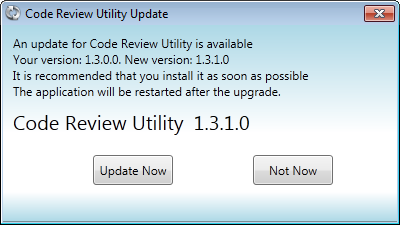 Code Review Utility Update
An update for Code Review Utility is available
Your version: 1.3.0.0. New version: 1.3.1.0
It is recommended that you install it as soon as possible
The application will be restarted after the upgrade.
Code Review Utility 1.3.1.0
Update Now
Not Now